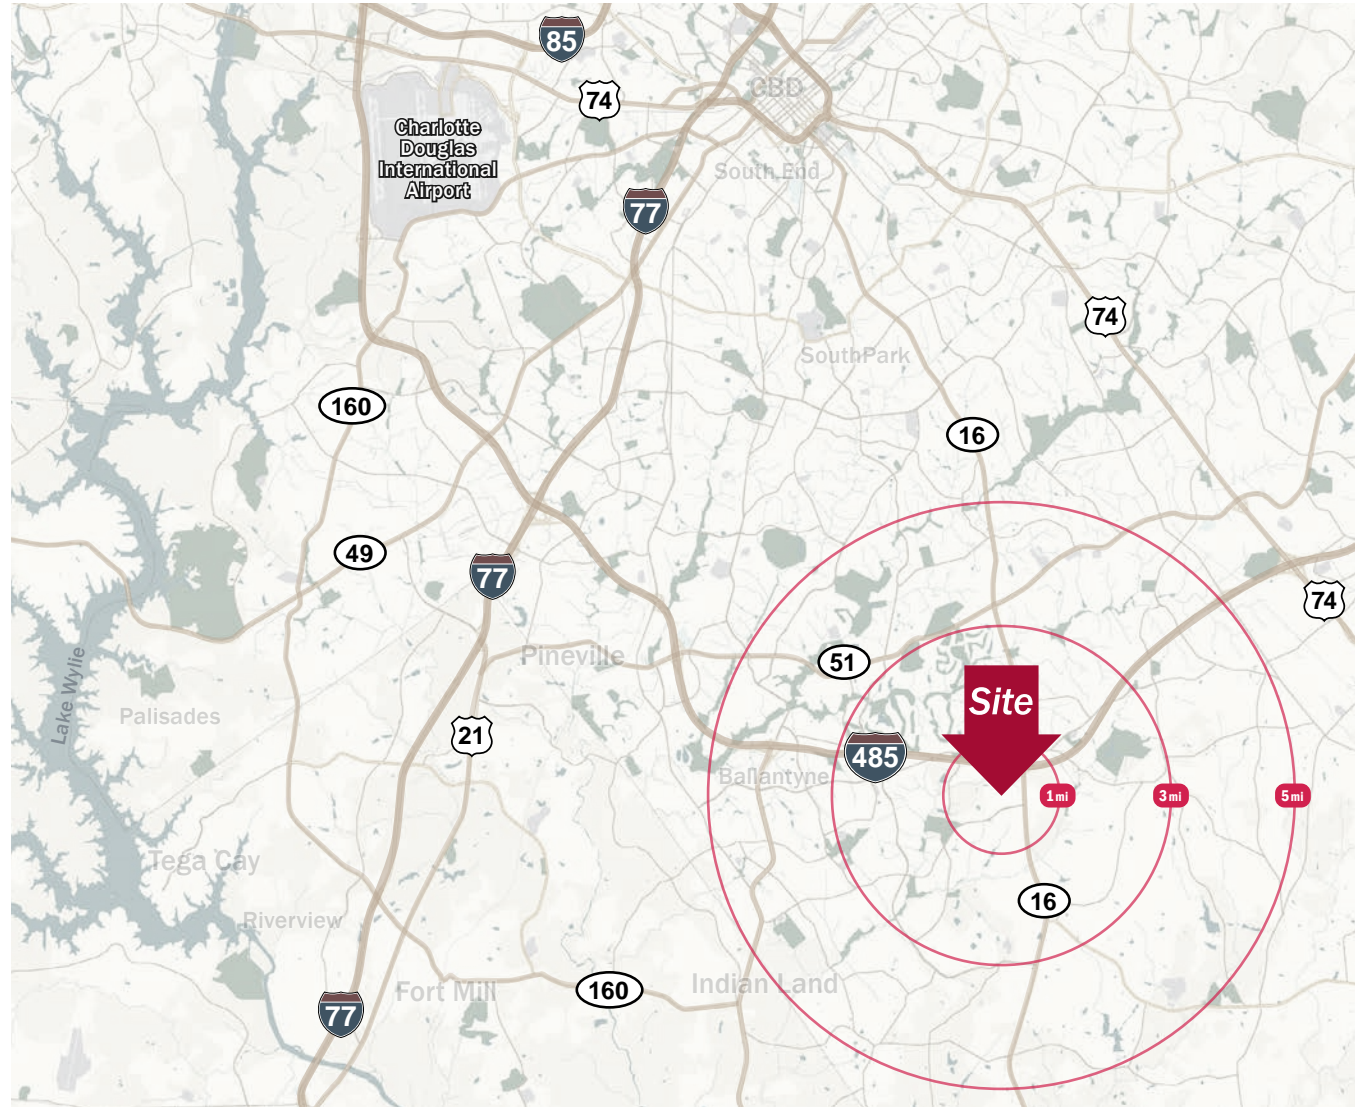 85
74
CBD
Charlotte
Douglas
International
Airport
South End
77
74
SouthPark
160
16
49
77
74
Pineville
51
Lake Wylie
Site
Palisades
21
485
Ballantyne
1 mi
3 mi
5 mi
Tega Cay
16
Riverview
Indian Land
Fort Mill
160
77